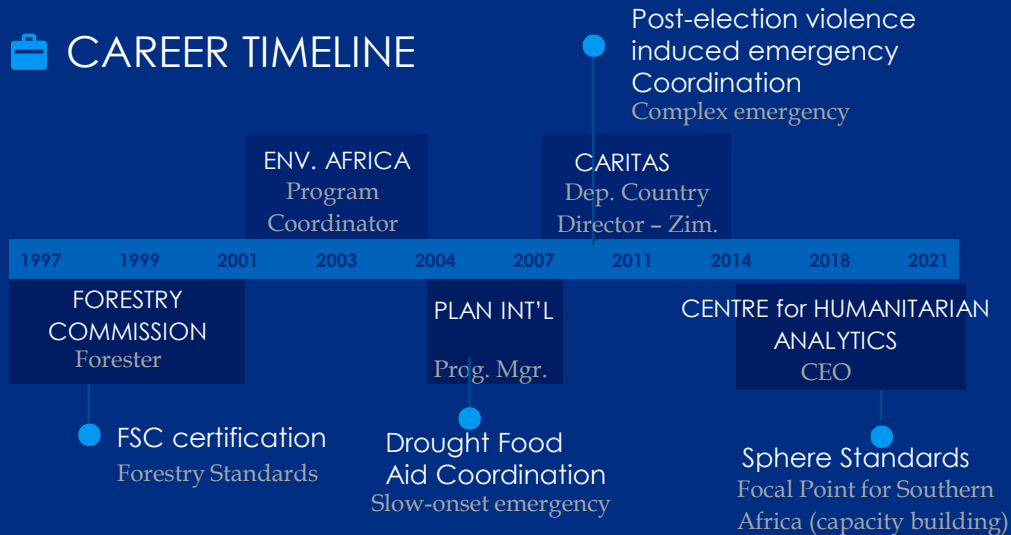 CAREER TIMELINE
Post-election violence
induced emergency
Coordination
Complex emergency
ENV. AFRICA
Program
Coordinator
CARITAS
Dep. Country
Director – Zim.
1997 1999 2001 2003 2004 2007 2011 2014 2018 2021
FORESTRY
COMMISSION
Forester
PLAN INT'L
Prog. Mgr.
CENTRE for HUMANITARIAN
ANALYTICS
CEO
FSC certification
Forestry Standards
Drought Food
Aid Coordination
Slow-onset emergency
Sphere Standards
Focal Point for Southern
Africa (capacity building)